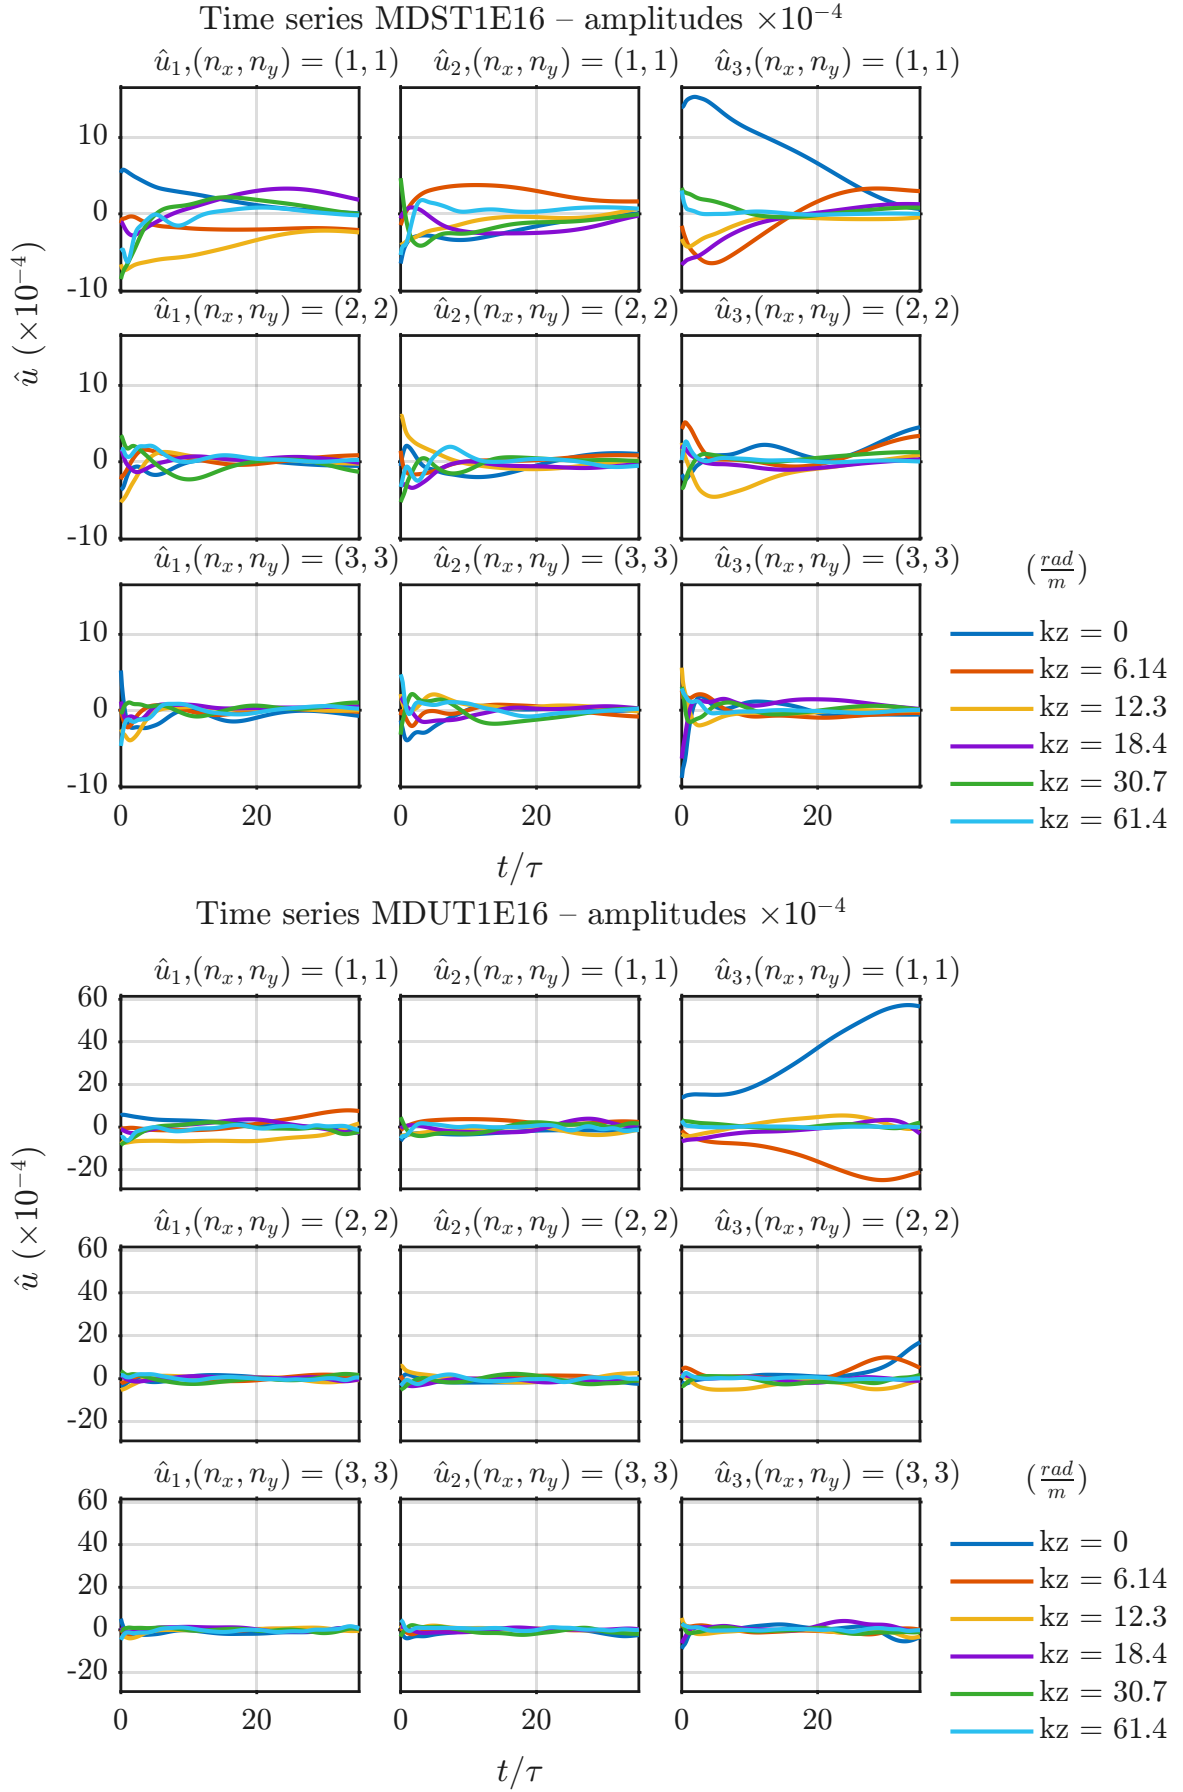 Time series MDST1E16 – amplitudes ×10⁻⁴
û₁,(nₓ, n_y) = (1, 1) û₂,(nₓ, n_y) = (1, 1) û₃,(nₓ, n_y) = (1, 1)
10
0
-10
û (×10⁻⁴)
û₁,(nₓ, n_y) = (2, 2) û₂,(nₓ, n_y) = (2, 2) û₃,(nₓ, n_y) = (2, 2)
10
0
-10
û₁,(nₓ, n_y) = (3, 3) û₂,(nₓ, n_y) = (3, 3) û₃,(nₓ, n_y) = (3, 3)
10
0
-10
0 20 0 20 0 20
t/τ
(rad/m)
kz = 0
kz = 6.14
kz = 12.3
kz = 18.4
kz = 30.7
kz = 61.4
Time series MDUT1E16 – amplitudes ×10⁻⁴
û₁,(nₓ, n_y) = (1, 1) û₂,(nₓ, n_y) = (1, 1) û₃,(nₓ, n_y) = (1, 1)
60
40
20
0
-20
û (×10⁻⁴)
û₁,(nₓ, n_y) = (2, 2) û₂,(nₓ, n_y) = (2, 2) û₃,(nₓ, n_y) = (2, 2)
60
40
20
0
-20
û₁,(nₓ, n_y) = (3, 3) û₂,(nₓ, n_y) = (3, 3) û₃,(nₓ, n_y) = (3, 3)
60
40
20
0
-20
0 20 0 20 0 20
t/τ
(rad/m)
kz = 0
kz = 6.14
kz = 12.3
kz = 18.4
kz = 30.7
kz = 61.4